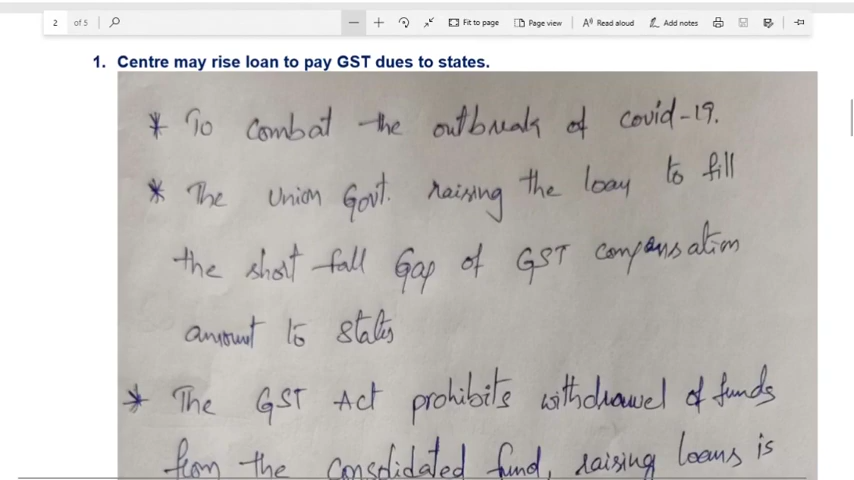 2 of 5 Fit to page Page view Read aloud Add notes
1. Centre may rise loan to pay GST dues to states.
* To combat the outbreak of covid-19.
* The Union Govt. raising the loay to fill
the short fall Gap of GST compensation
amount to states
* The GST Act prohibits withdrawel of funds
from the consolidated fund, raising loans is